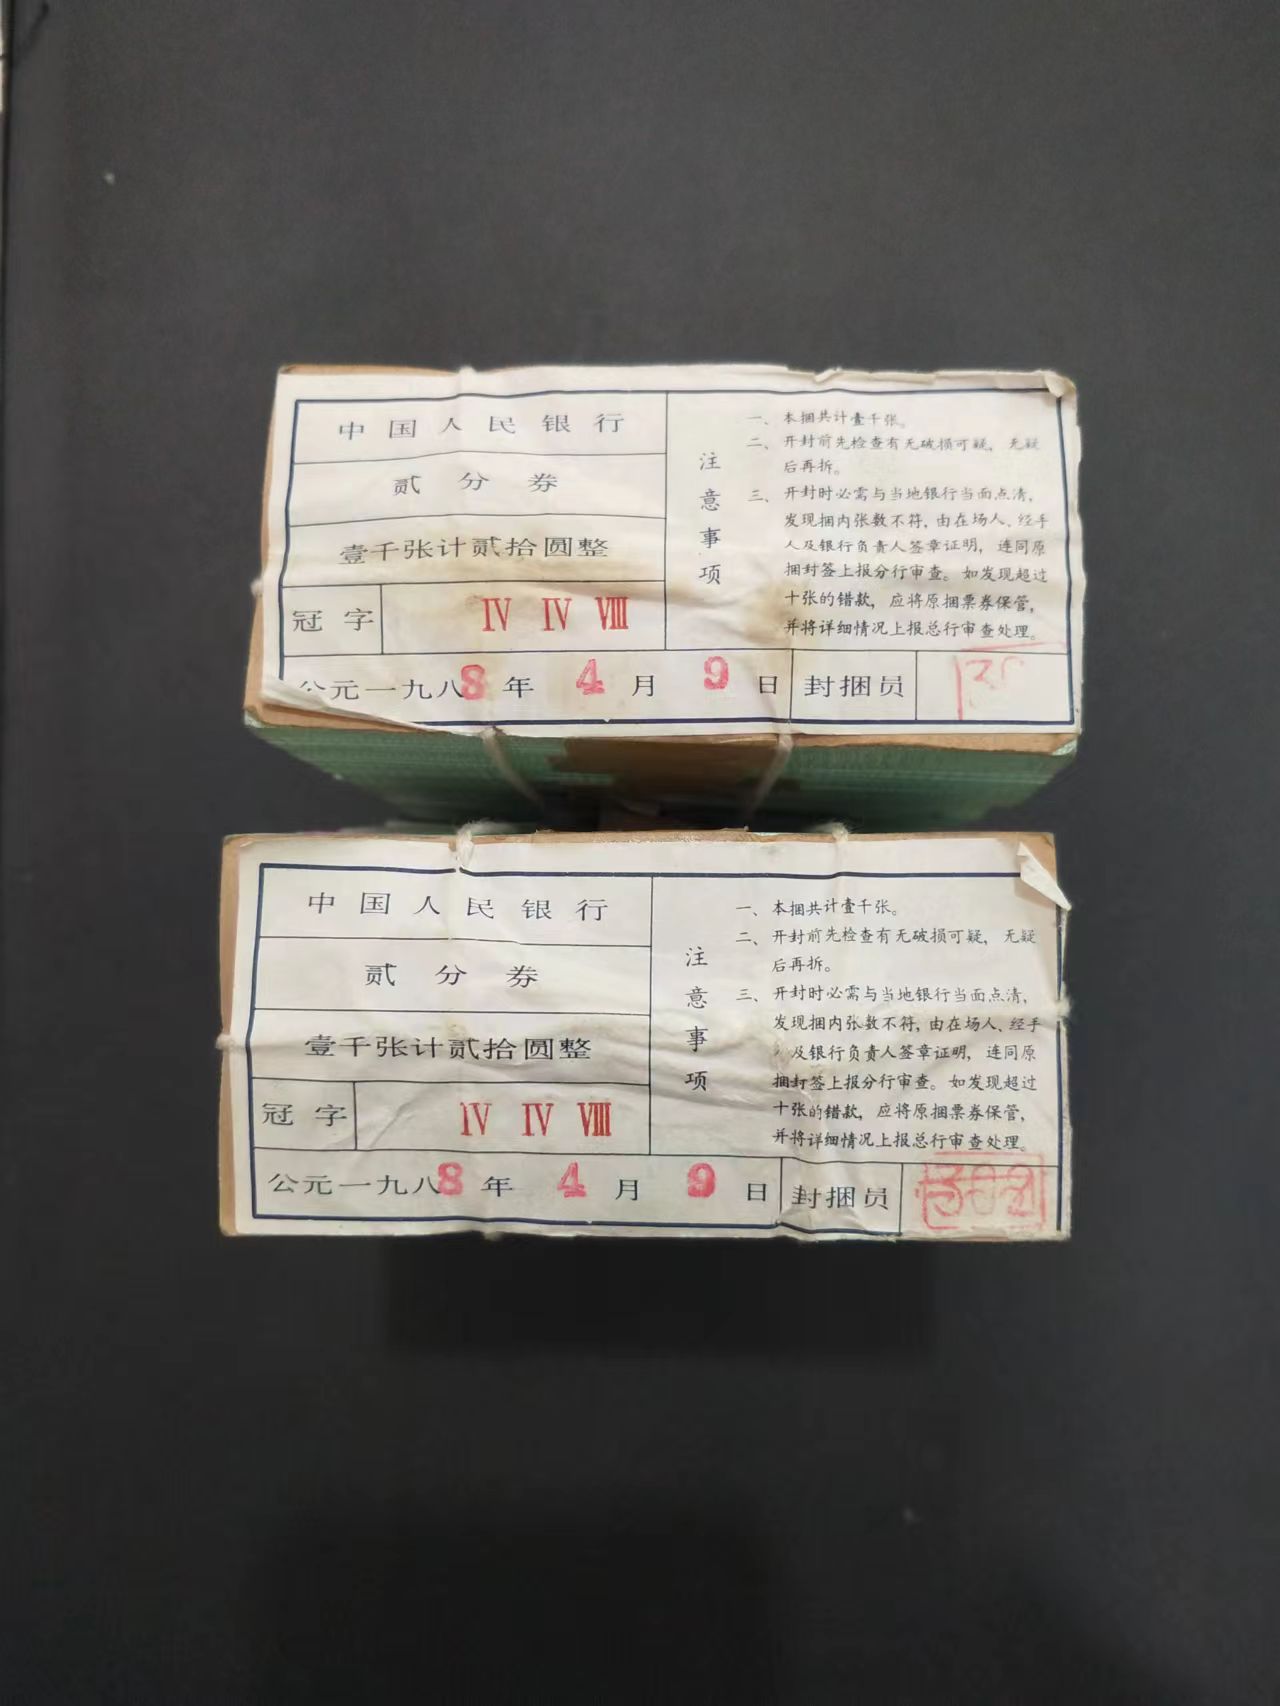 中国人民银行
贰分券
壹千张计贰拾圆整
冠字 IV IV VIII
公元一九八8年4月9日 封捆员
注意事项
一、本捆共计壹千张。
二、开封前先检查有无破损可疑，无疑
后再拆。
三、开封时必需与当地银行当面点清，
发现捆内张数不符，由在场人、经手
人及银行负责人签章证明，连同原
捆封签上报分行审查。如发现超过
十张的错款，应将原捆票券保管，
并将详细情况上报总行审查处理。
中国人民银行
贰分券
壹千张计贰拾圆整
冠字 IV IV VIII
公元一九八8年4月9日 封捆员 302
注意事项
一、本捆共计壹千张。
二、开封前先检查有无破损可疑，无疑
后再拆。
三、开封时必需与当地银行当面点清，
发现捆内张数不符，由在场人、经手
及银行负责人签章证明，连同原
捆封签上报分行审查。如发现超过
十张的错款，应将原捆票券保管，
并将详细情况上报总行审查处理。